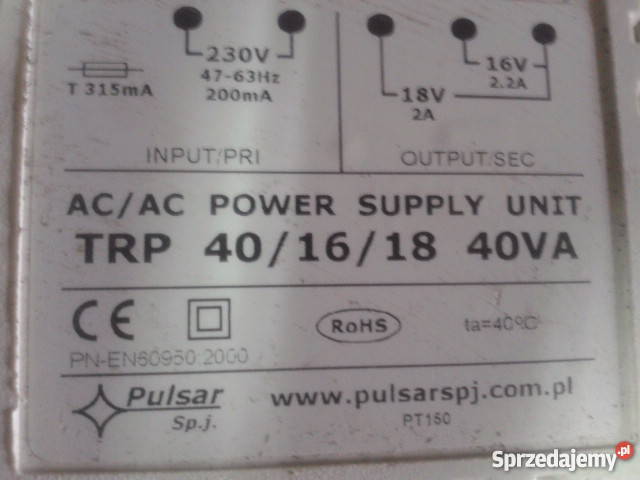 230V
47-63Hz
200mA
T 315mA
INPUT/PRI
16V
2.2A
18V
2A
OUTPUT/SEC
AC/AC POWER SUPPLY UNIT
TRP 40/16/18 40VA
CE
RoHS
ta=40°C
PN-EN60950:2000
Pulsar
Sp.j.
www.pulsarspj.com.pl
PT150
Sprzedajemy.pl